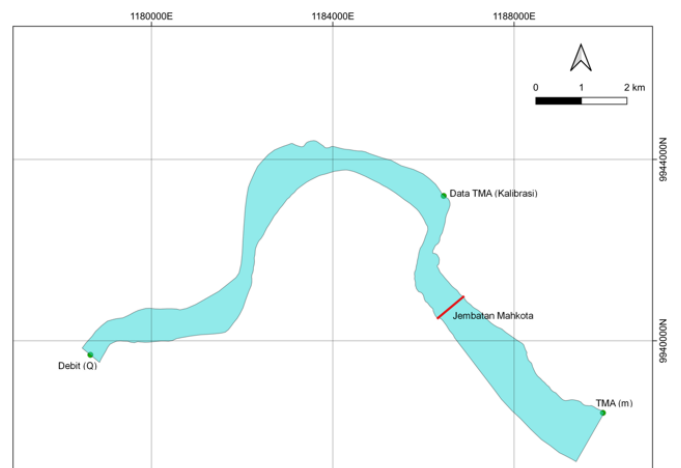 1180000E
1184000E
1188000E
0 1 2 km
9944000N
Data TMA (Kalibrasi)
Jembatan Mahkota
9940000N
Debit (Q)
TMA (m)